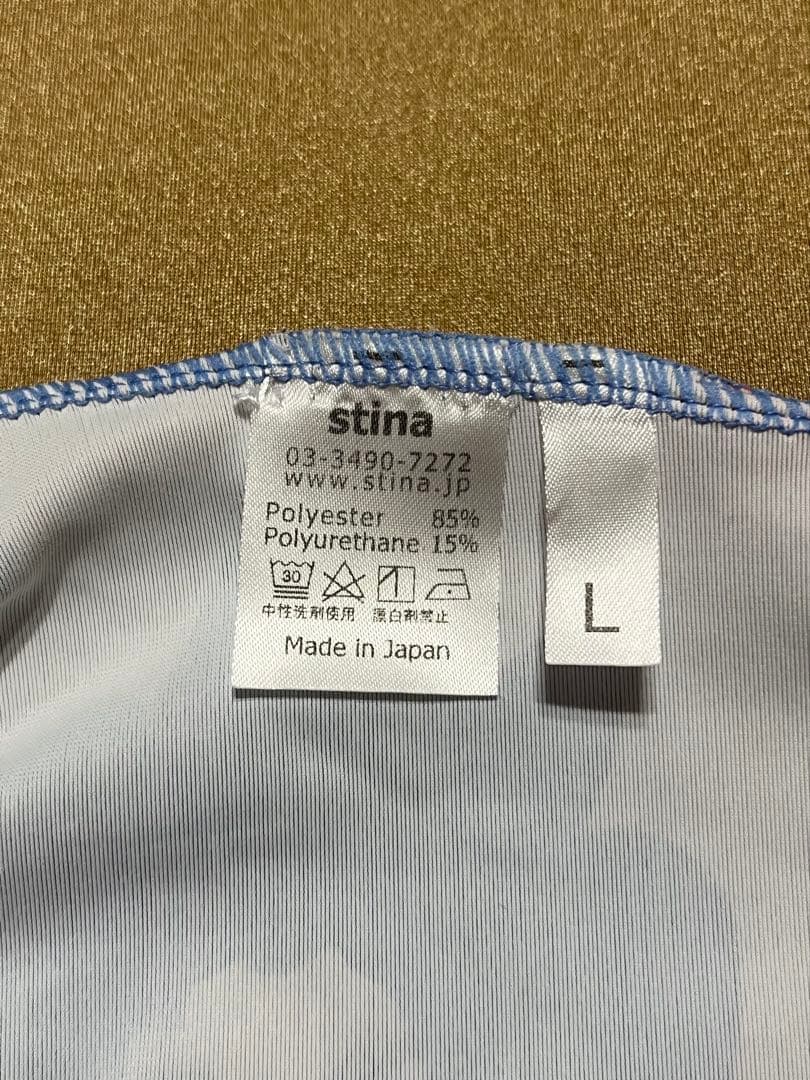 stina
03-3490-7272
www.stina.jp
Polyester 85%
Polyurethane 15%
30
中性洗剤使用 漂白剤禁止
Made in Japan
L